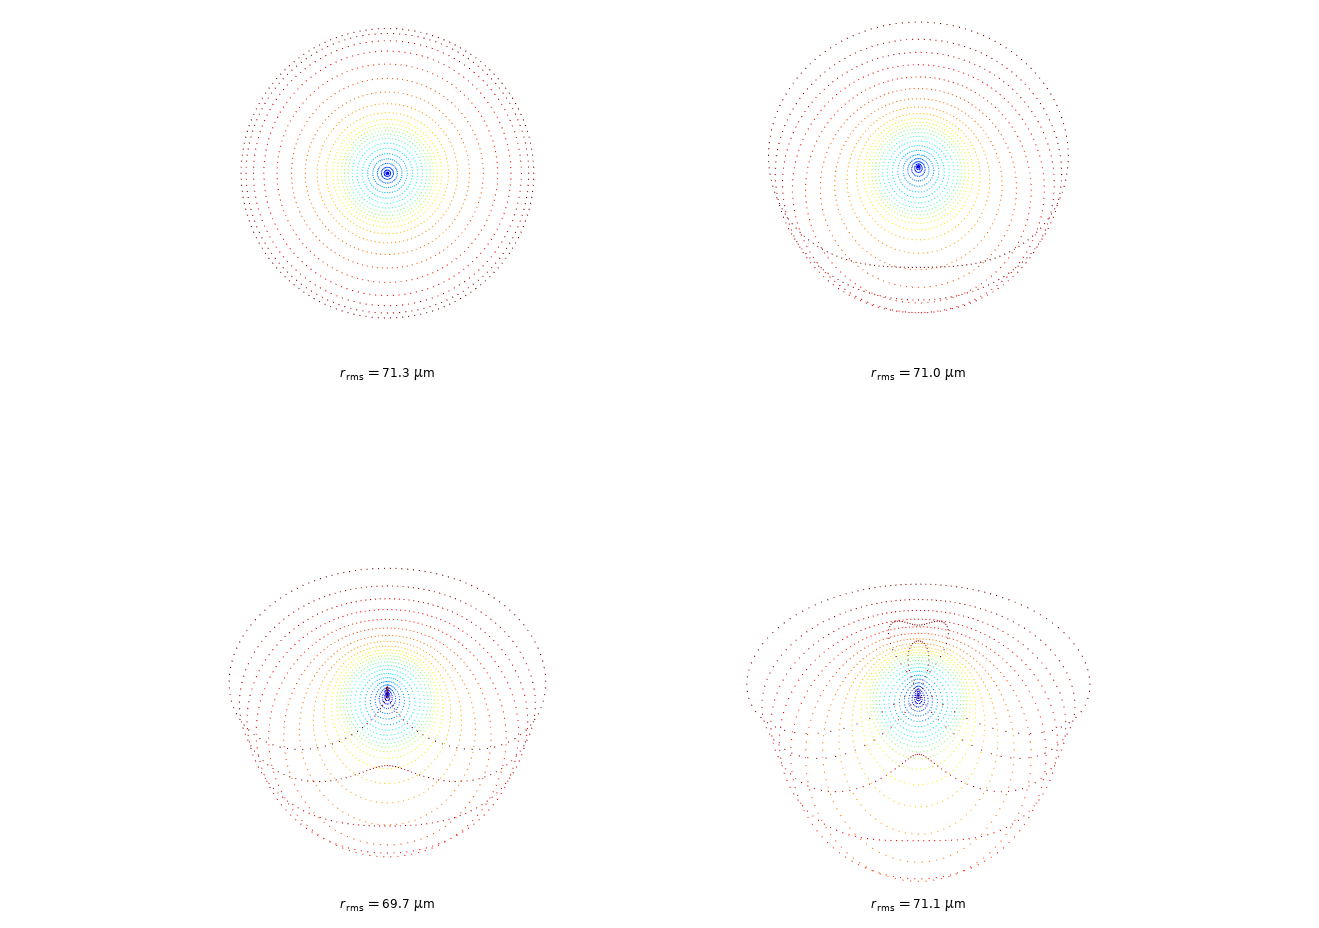 r_rms = 71.3 µm
r_rms = 71.0 µm
r_rms = 69.7 µm
r_rms = 71.1 µm